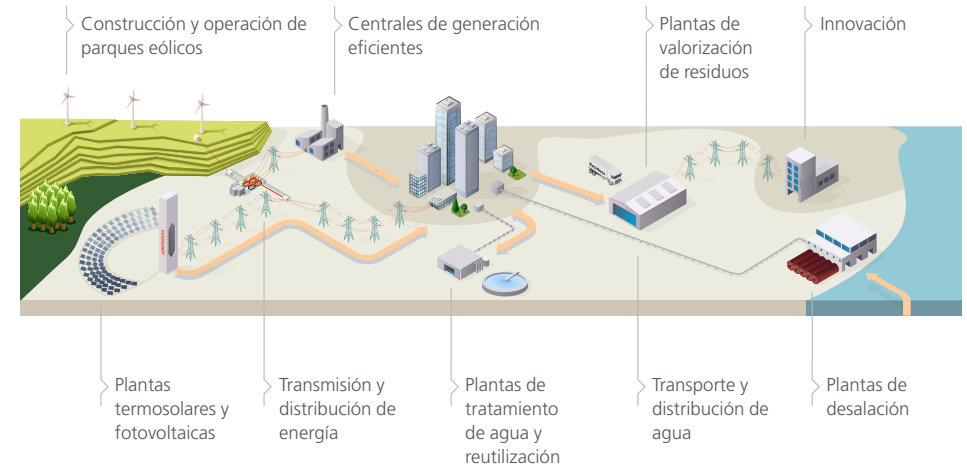 Construcción y operación de
parques eólicos
Centrales de generación
eficientes
Plantas de
valorización
de residuos
Innovación
Plantas
termosolares y
fotovoltaicas
Transmisión y
distribución de
energía
Plantas de
tratamiento
de agua y
reutilización
Transporte y
distribución de
agua
Plantas de
desalación